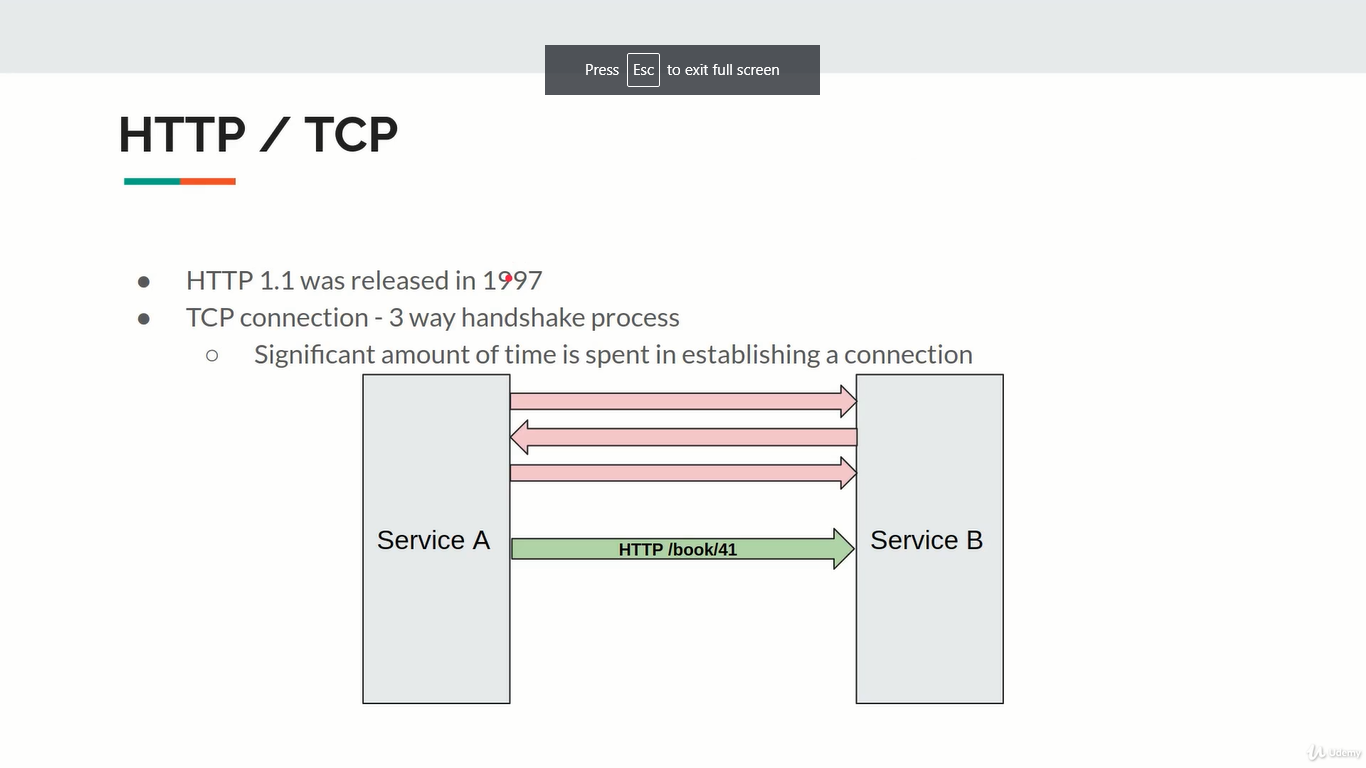 Press Esc to exit full screen
HTTP / TCP
● HTTP 1.1 was released in 1997
● TCP connection - 3 way handshake process
○ Significant amount of time is spent in establishing a connection
Service A
HTTP /book/41
Service B
Udemy